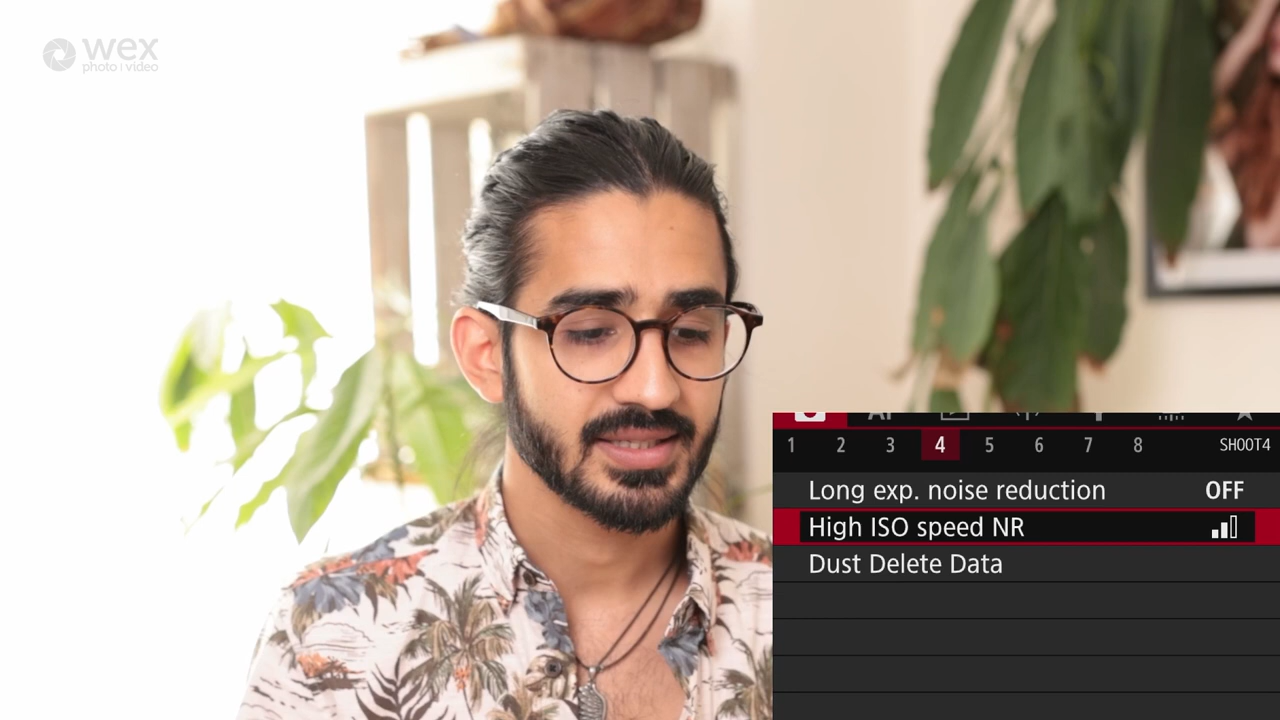 wex
photo | video
AF
1 2 3 4 5 6 7 8 SHOOT4
Long exp. noise reduction OFF
High ISO speed NR
Dust Delete Data